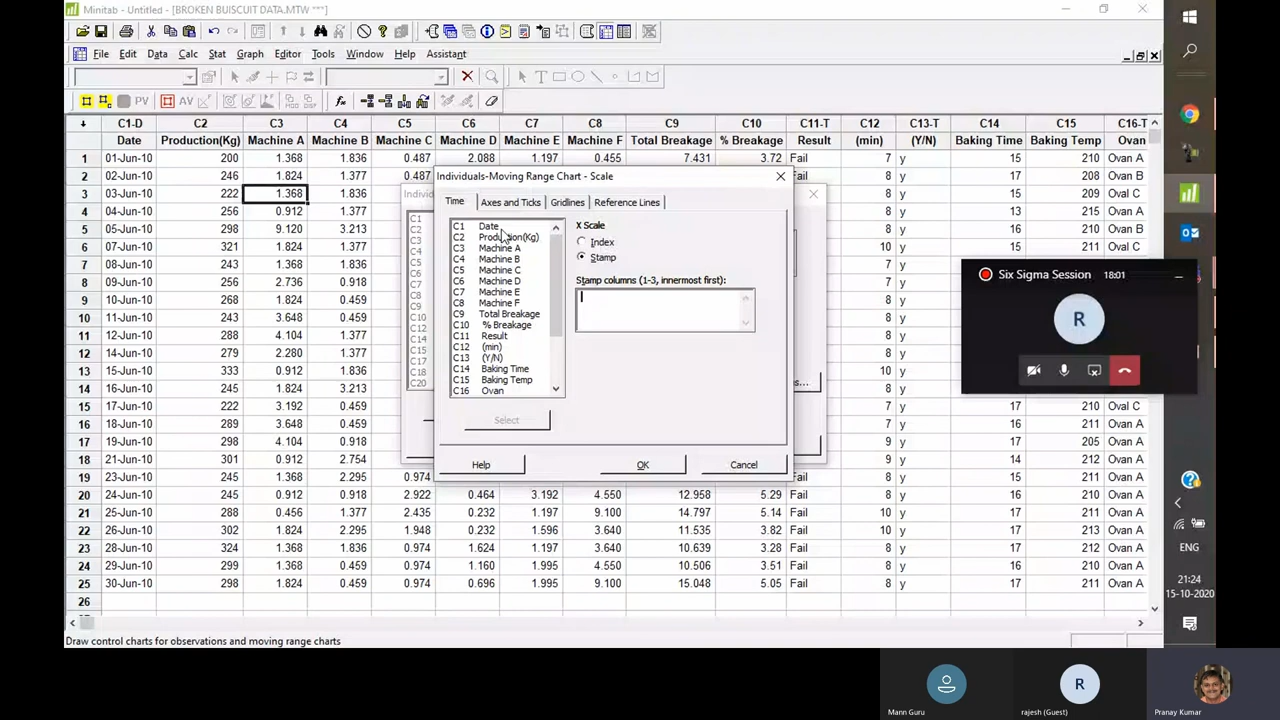 Minitab - Untitled - [BROKEN BUISCUIT DATA.MTW ***]
File Edit Data Calc Stat Graph Editor Tools Window Help Assistant
C1-D C2 C3 C4 C5 C6 C7 C8 C9 C10 C11-T C12 C13-T C14 C15 C16-T
Date Production(Kg) Machine A Machine B Machine C Machine D Machine E Machine F Total Breakage % Breakage Result (min) (Y/N) Baking Time Baking Temp Ovan
1 01-Jun-10 200 1.368 1.836 0.487 2.088 1.197 0.455 7.431 3.72 Fail 7 y 15 210 Ovan A
2 02-Jun-10 246 1.824 1.377 0.487 8 y 17 208 Ovan B
3 03-Jun-10 222 1.368 1.836 8 y 15 209 Oval C
4 04-Jun-10 256 0.912 1.377 8 y 16 210 Ovan A
5 05-Jun-10 256 9.120 3.213 9 y 15 210 Ovan B
6 07-Jun-10 321 1.824 1.377 10 y 15 211 Oval C
7 08-Jun-10 243 1.368 1.836
8 09-Jun-10 256 2.736 0.918
9 10-Jun-10 268 4.104 0.459
10 11-Jun-10 243 3.648 0.459
11 12-Jun-10 288 4.104 1.377
12 14-Jun-10 279 2.280 1.377
13 15-Jun-10 333 0.912 1.377
14 16-Jun-10 245 0.912 3.213
15 17-Jun-10 222 3.192 0.459 7 y 17 210 Oval C
16 18-Jun-10 289 3.648 0.459 9 y 16 210 Ovan A
17 19-Jun-10 298 4.104 0.918 9 y 17 205 Ovan A
18 21-Jun-10 301 0.912 2.754 9 y 14 212 Ovan A
19 23-Jun-10 245 1.368 2.295 0.974 8 y 15 211 Ovan A
20 24-Jun-10 245 0.912 0.918 2.922 0.464 3.192 4.550 12.958 5.29 Fail 8 y 16 210 Ovan A
21 25-Jun-10 288 0.456 1.377 2.435 0.232 1.197 9.100 14.797 5.14 Fail 10 y 17 211 Ovan A
22 26-Jun-10 302 1.824 2.295 1.948 0.232 1.596 3.640 11.535 3.82 Fail 10 y 17 213 Ovan A
23 28-Jun-10 324 1.368 1.836 0.974 1.624 1.197 3.640 10.639 3.28 Fail 8 y 17 212 Ovan A
24 29-Jun-10 299 1.368 0.459 0.974 1.160 1.995 4.550 10.506 3.51 Fail 8 y 16 210 Ovan A
25 30-Jun-10 298 1.824 0.459 0.974 0.696 1.995 9.100 15.048 5.05 Fail 8 y 17 211 Ovan A
26
Individuals-Moving Range Chart - Scale
Time Axes and Ticks Gridlines Reference Lines
C1 Date
C2 Production(Kg)
C3 Machine A
C4 Machine B
C5 Machine C
C6 Machine D
C7 Machine E
C8 Machine F
C9 Total Breakage
C10 % Breakage
C11 Result
C12 (min)
C13 (Y/N)
C14 Baking Time
C15 Baking Temp
C16 Ovan
X Scale
Index
Stamp
Stamp columns (1-3, innermost first):
Select
Help OK Cancel
Draw control charts for observations and moving range charts
Six Sigma Session 18:01
R
ENG
21:24
15-10-2020
Mann Guru
R
rajesh (Guest)
Pranay Kumar